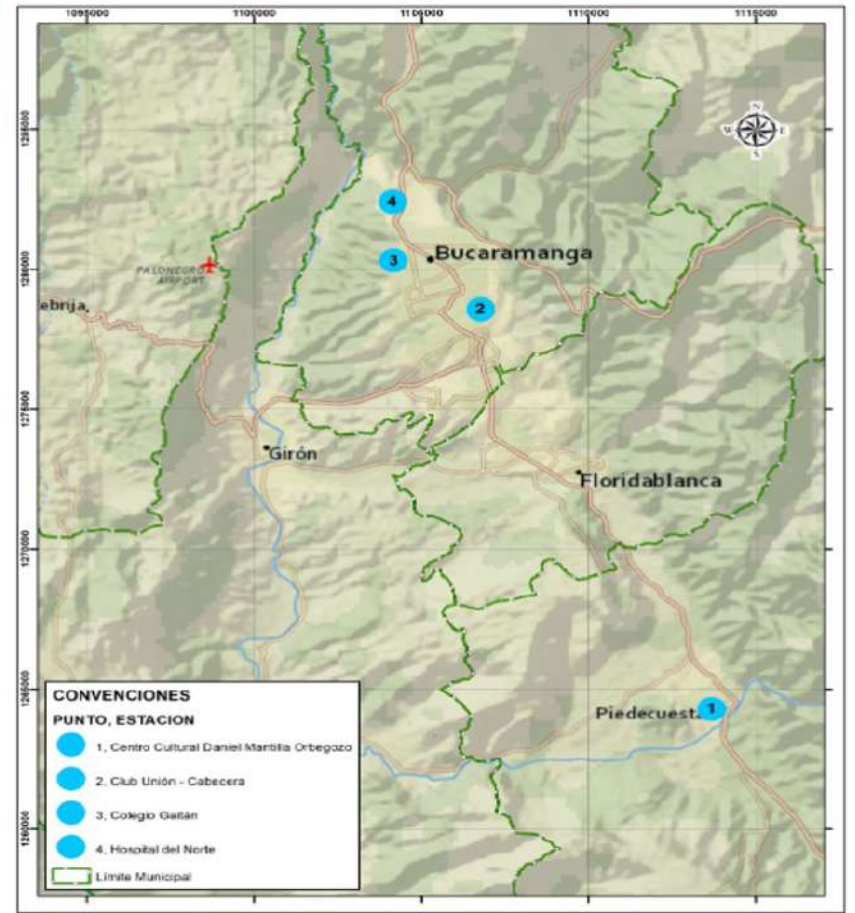 1095000 1100000 1105000 1110000 1115000
N
W E
S
1285000
4
3
Bucaramanga
1280000
PALONEGRO
AIRPORT
2
ebrija
1275000
Girón
Floridablanca
1270000
1265000
Piedecuesta
1
1260000
CONVENCIONES
PUNTO, ESTACION
1, Centro Cultural Daniel Mantilla Orbegozo
2, Club Unión - Cabecera
3, Colegio Gaitán
4, Hospital del Norte
Límite Municipal